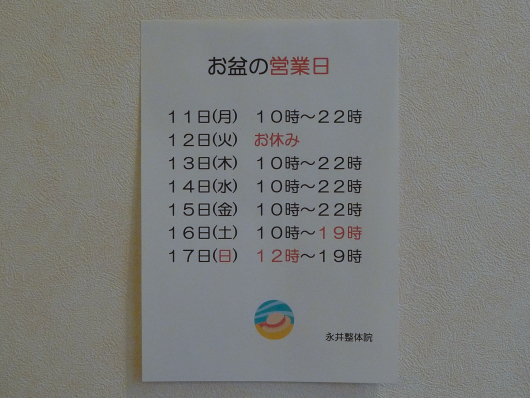 お盆の営業日
１１日(月)　１０時～２２時
１２日(火)　お休み
１３日(木)　１０時～２２時
１４日(水)　１０時～２２時
１５日(金)　１０時～２２時
１６日(土)　１０時～１９時
１７日(日)　１２時～１９時
永井整体院